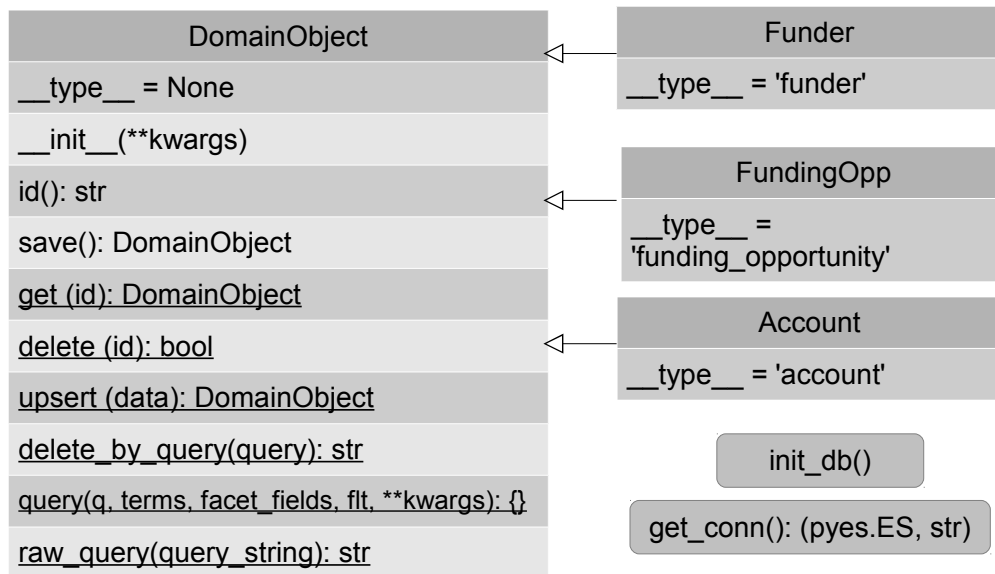 DomainObject
__type__ = None
__init__(**kwargs)
id(): str
save(): DomainObject
get (id): DomainObject
delete (id): bool
upsert (data): DomainObject
delete_by_query(query): str
query(q, terms, facet_fields, flt, **kwargs): {}
raw_query(query_string): str
Funder
__type__ = 'funder'
FundingOpp
__type__ =
'funding_opportunity'
Account
__type__ = 'account'
init_db()
get_conn(): (pyes.ES, str)